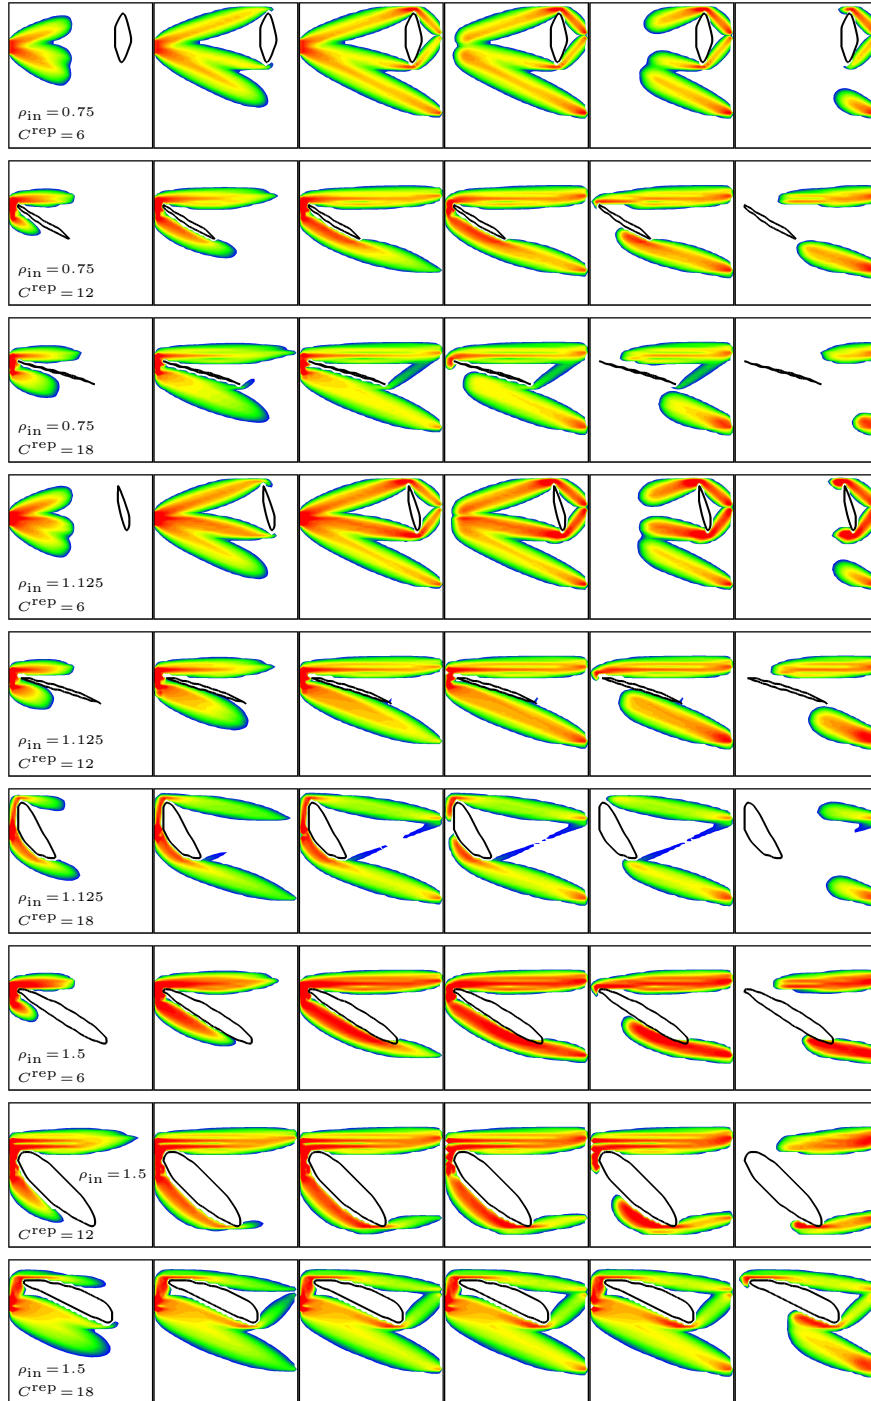 ρin = 0.75
Crep = 6
ρin = 0.75
Crep = 12
ρin = 0.75
Crep = 18
ρin = 1.125
Crep = 6
ρin = 1.125
Crep = 12
ρin = 1.125
Crep = 18
ρin = 1.5
Crep = 6
ρin = 1.5
Crep = 12
ρin = 1.5
Crep = 18